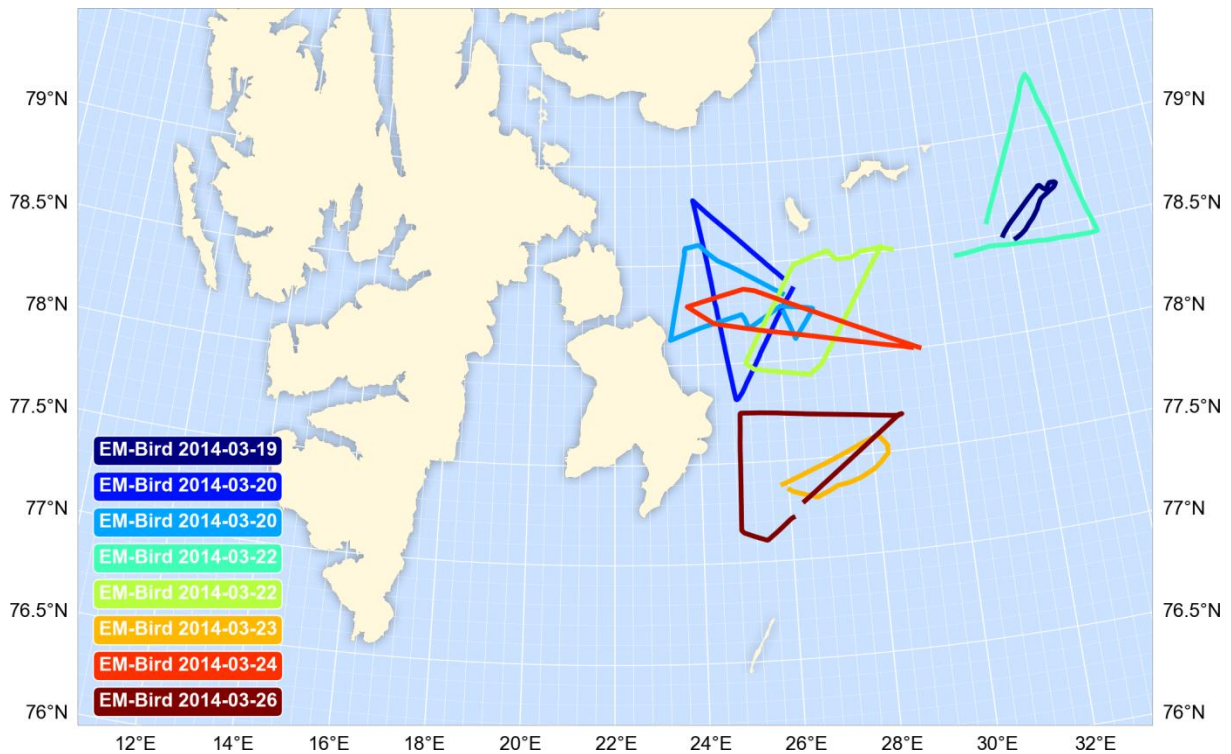 79°N
79°N
78.5°N
78.5°N
78°N
78°N
77.5°N
77.5°N
EM-Bird 2014-03-19
EM-Bird 2014-03-20
77°N
77°N
EM-Bird 2014-03-20
EM-Bird 2014-03-22
EM-Bird 2014-03-22
76.5°N
76.5°N
EM-Bird 2014-03-23
EM-Bird 2014-03-24
EM-Bird 2014-03-26
76°N
76°N
12°E 14°E 16°E 18°E 20°E 22°E 24°E 26°E 28°E 30°E 32°E